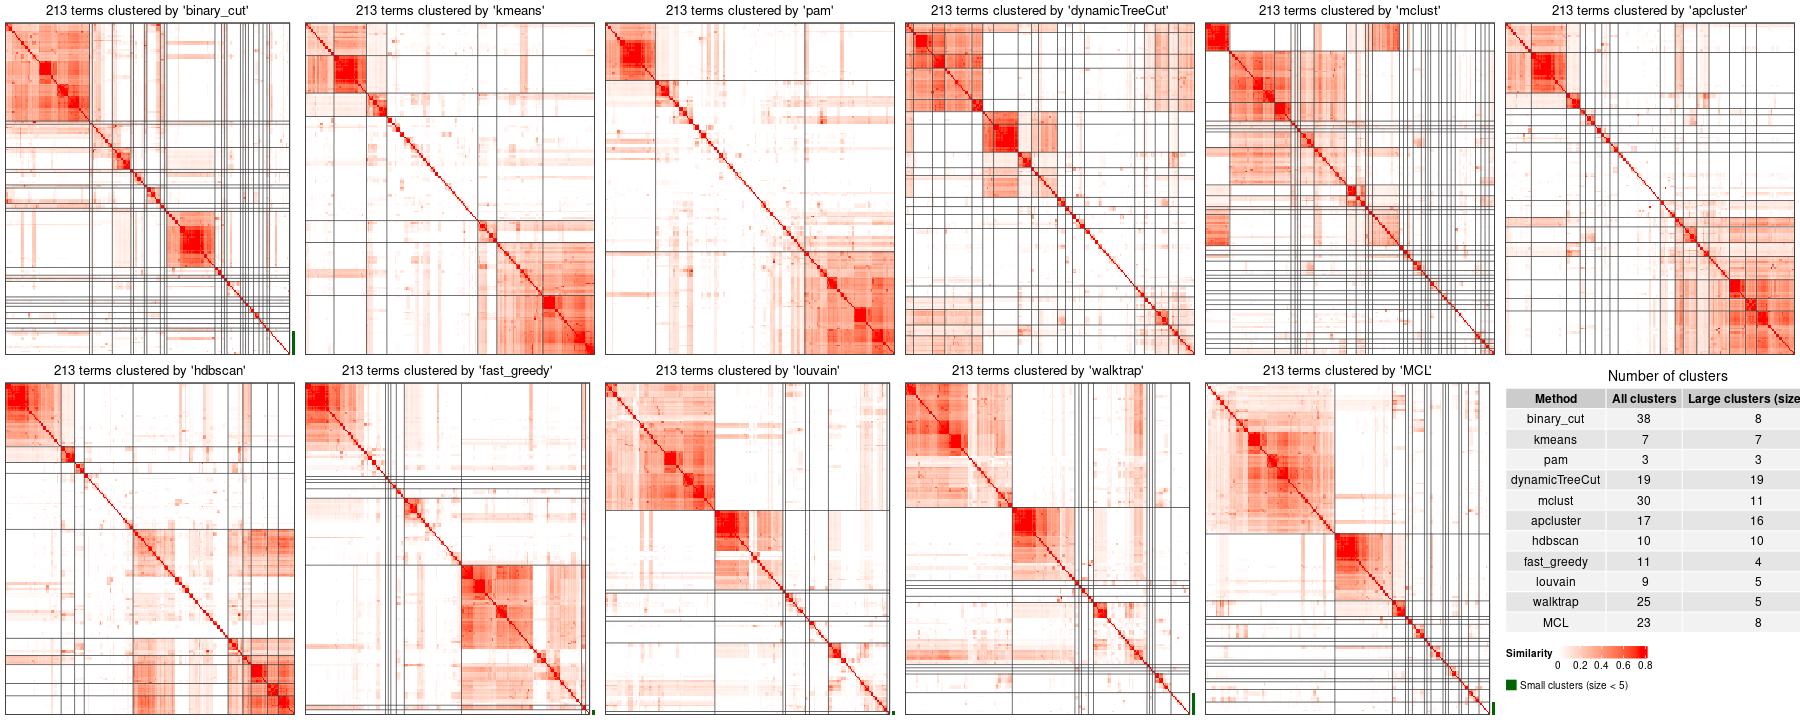 213 terms clustered by 'binary_cut'
213 terms clustered by 'kmeans'
213 terms clustered by 'pam'
213 terms clustered by 'dynamicTreeCut'
213 terms clustered by 'mclust'
213 terms clustered by 'apcluster'
213 terms clustered by 'hdbscan'
213 terms clustered by 'fast_greedy'
213 terms clustered by 'louvain'
213 terms clustered by 'walktrap'
213 terms clustered by 'MCL'
Number of clusters
Method All clusters Large clusters (size
binary_cut 38 8
kmeans 7 7
pam 3 3
dynamicTreeCut 19 19
mclust 30 11
apcluster 17 16
hdbscan 10 10
fast_greedy 11 4
louvain 9 5
walktrap 25 5
MCL 23 8
Similarity
0 0.2 0.4 0.6 0.8
Small clusters (size < 5)